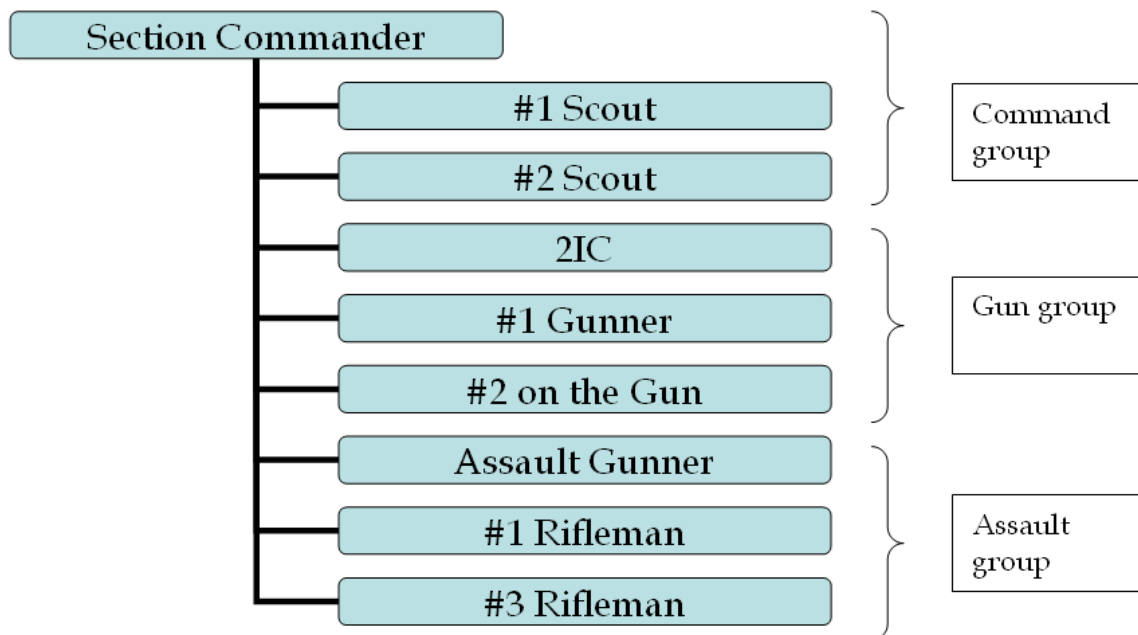 Section Commander
#1 Scout
#2 Scout
Command
group
2IC
#1 Gunner
Gun group
#2 on the Gun
Assault Gunner
#1 Rifleman
Assault
group
#3 Rifleman